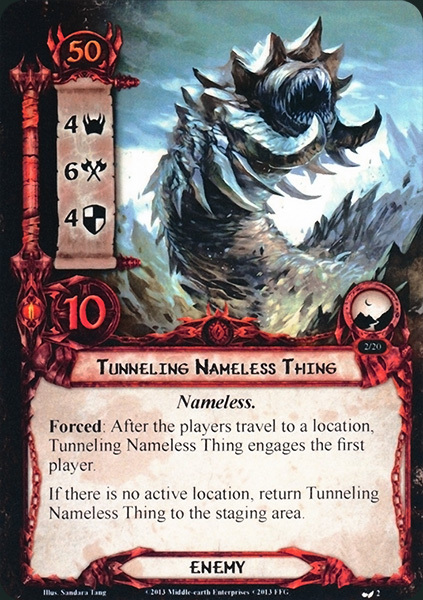 50
4
6
4
10
2/20
TUNNELING NAMELESS THING
Nameless.
Forced: After the players travel to a location,
Tunneling Nameless Thing engages the first
player.
If there is no active location, return Tunneling
Nameless Thing to the staging area.
ENEMY
Illus. Sandara Tang ©2013 Middle-earth Enterprises ©2013 FFG. 2